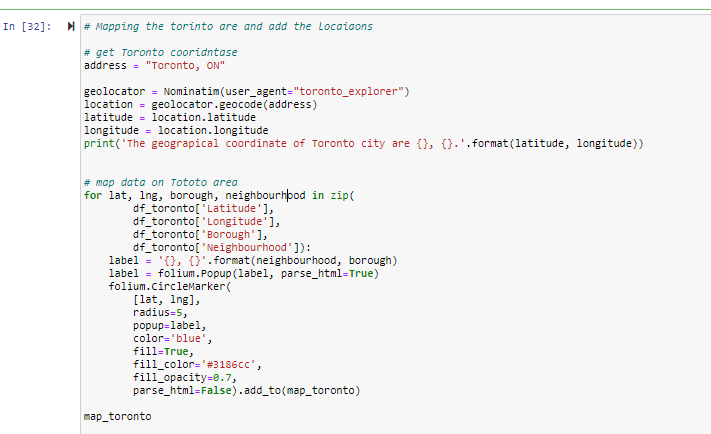 In [32]:
# Mapping the torinto are and add the Locaiaons
# get Toronto cooridntase
address = "Toronto, ON"
geolocator = Nominatim(user_agent="toronto_explorer")
location = geolocator.geocode(address)
latitude = location.latitude
longitude = location.longitude
print('The geograpical coordinate of Toronto city are {}, {}.'.format(latitude, longitude))
# map data on Tototo area
for lat, lng, borough, neighbourhood in zip(
        df_toronto['Latitude'],
        df_toronto['Longitude'],
        df_toronto['Borough'],
        df_toronto['Neighbourhood']):
    label = '{}, {}'.format(neighbourhood, borough)
    label = folium.Popup(label, parse_html=True)
    folium.CircleMarker(
        [lat, lng],
        radius=5,
        popup=label,
        color='blue',
        fill=True,
        fill_color='#3186cc',
        fill_opacity=0.7,
        parse_html=False).add_to(map_toronto)
map_toronto